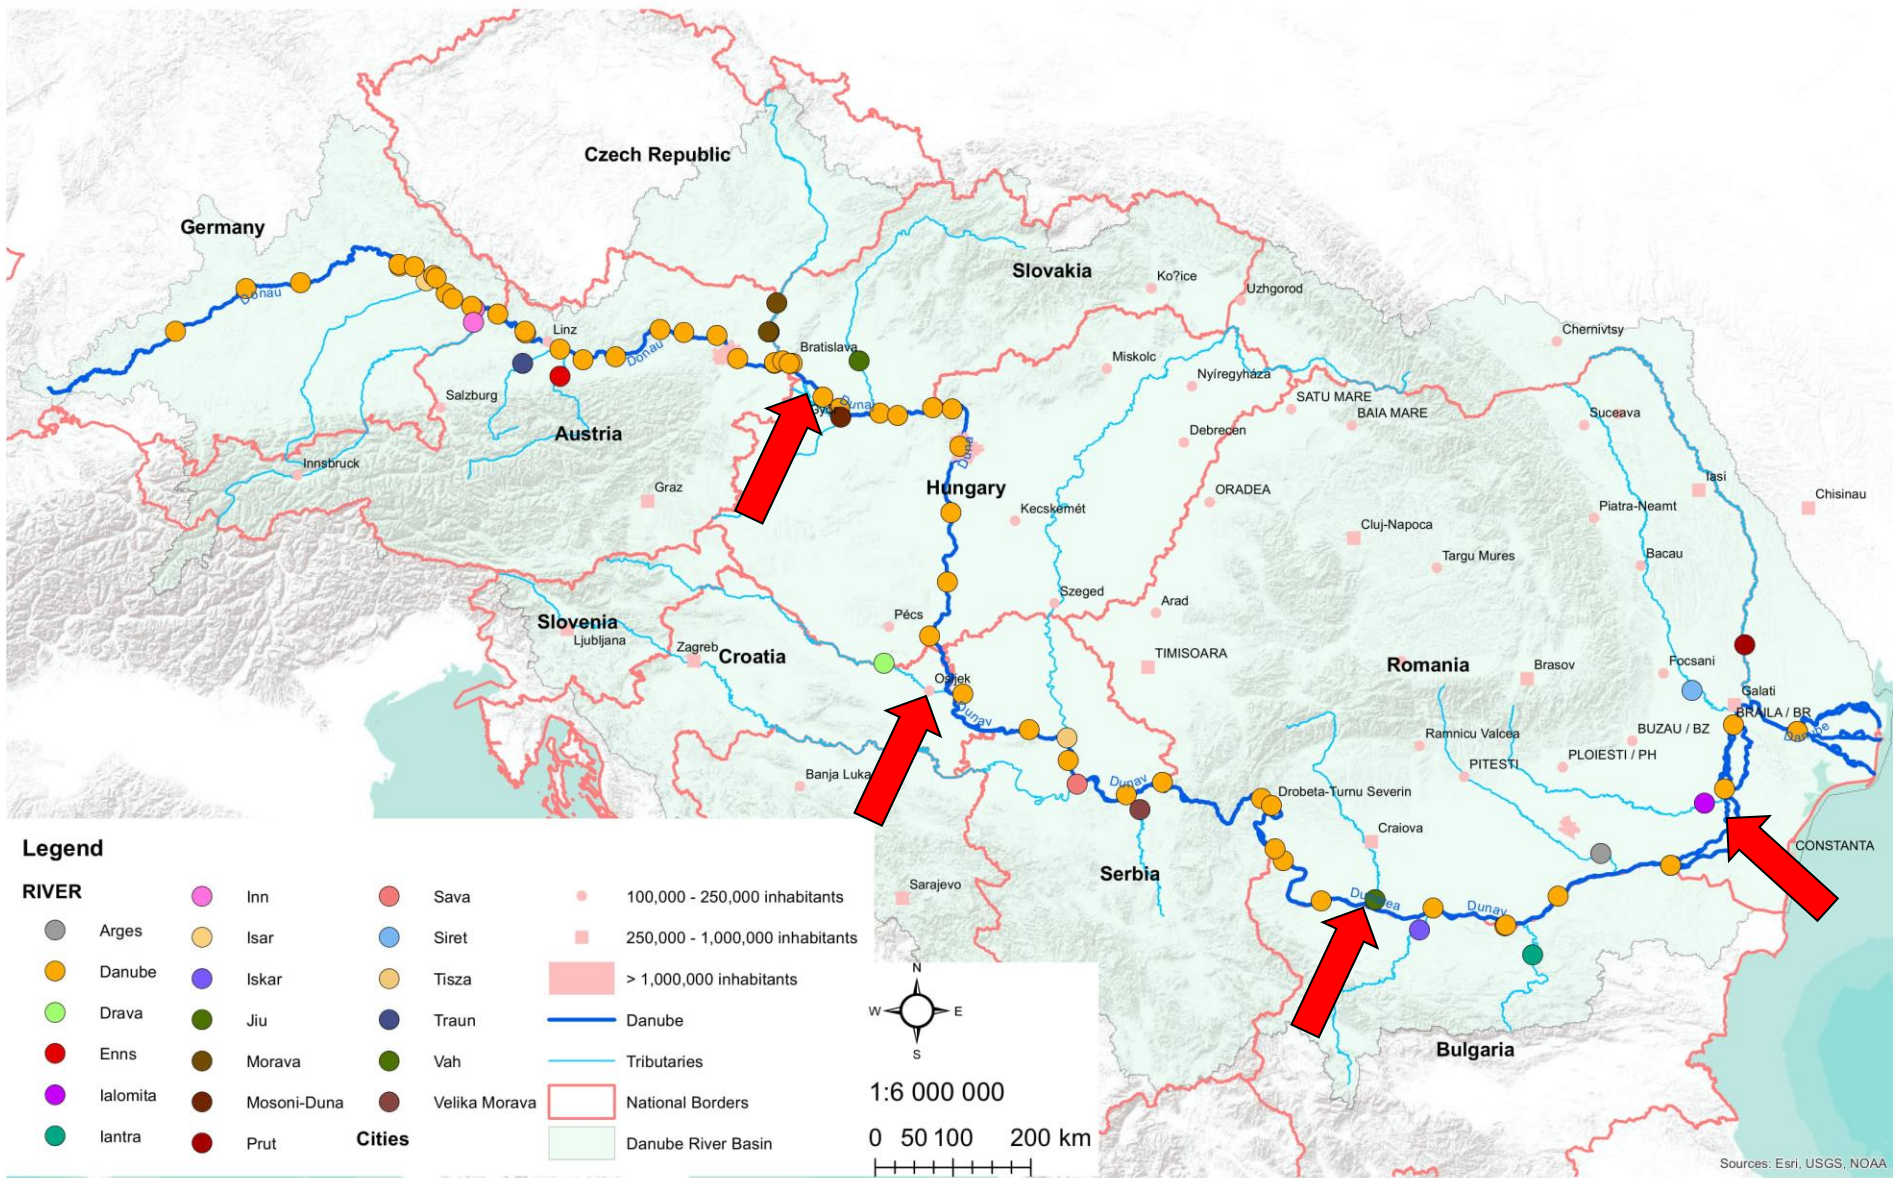 Czech Republic
Germany
Slovakia
Ko?ice
Uzhgorod
Donau
Chernivtsy
Linz
Donau
Bratislava
Miskolc
Nyíregyháza
Salzburg
Győr
Dunaj
SATU MARE
BAIA MARE
Suceava
Austria
Debrecen
Duna
Innsbruck
Graz
Hungary
Kecskemét
ORADEA
Iasi
Chisinau
Piatra-Neamt
Cluj-Napoca
Targu Mures
Bacau
Szeged
Arad
Pécs
Slovenia
Ljubljana
Zagreb
Croatia
TIMISOARA
Romania
Brasov
Focsani
Osijek
Galati
Dunav
BRAILA / BR
Danube
Ramnicu Valcea
BUZAU / BZ
PLOIESTI / PH
PITESTI
Banja Luka
Dunav
Drobeta-Turnu Severin
Craiova
CONSTANTA
Serbia
Sarajevo
Dunarea
Dunav
Bulgaria
Legend
RIVER
Arges
Danube
Drava
Enns
Ialomita
Iantra
Inn
Isar
Iskar
Jiu
Morava
Mosoni-Duna
Prut
Sava
Siret
Tisza
Traun
Vah
Velika Morava
Cities
100,000 - 250,000 inhabitants
250,000 - 1,000,000 inhabitants
> 1,000,000 inhabitants
Danube
Tributaries
National Borders
Danube River Basin
N
W E
S
1:6 000 000
0 50 100 200 km
Sources: Esri, USGS, NOAA